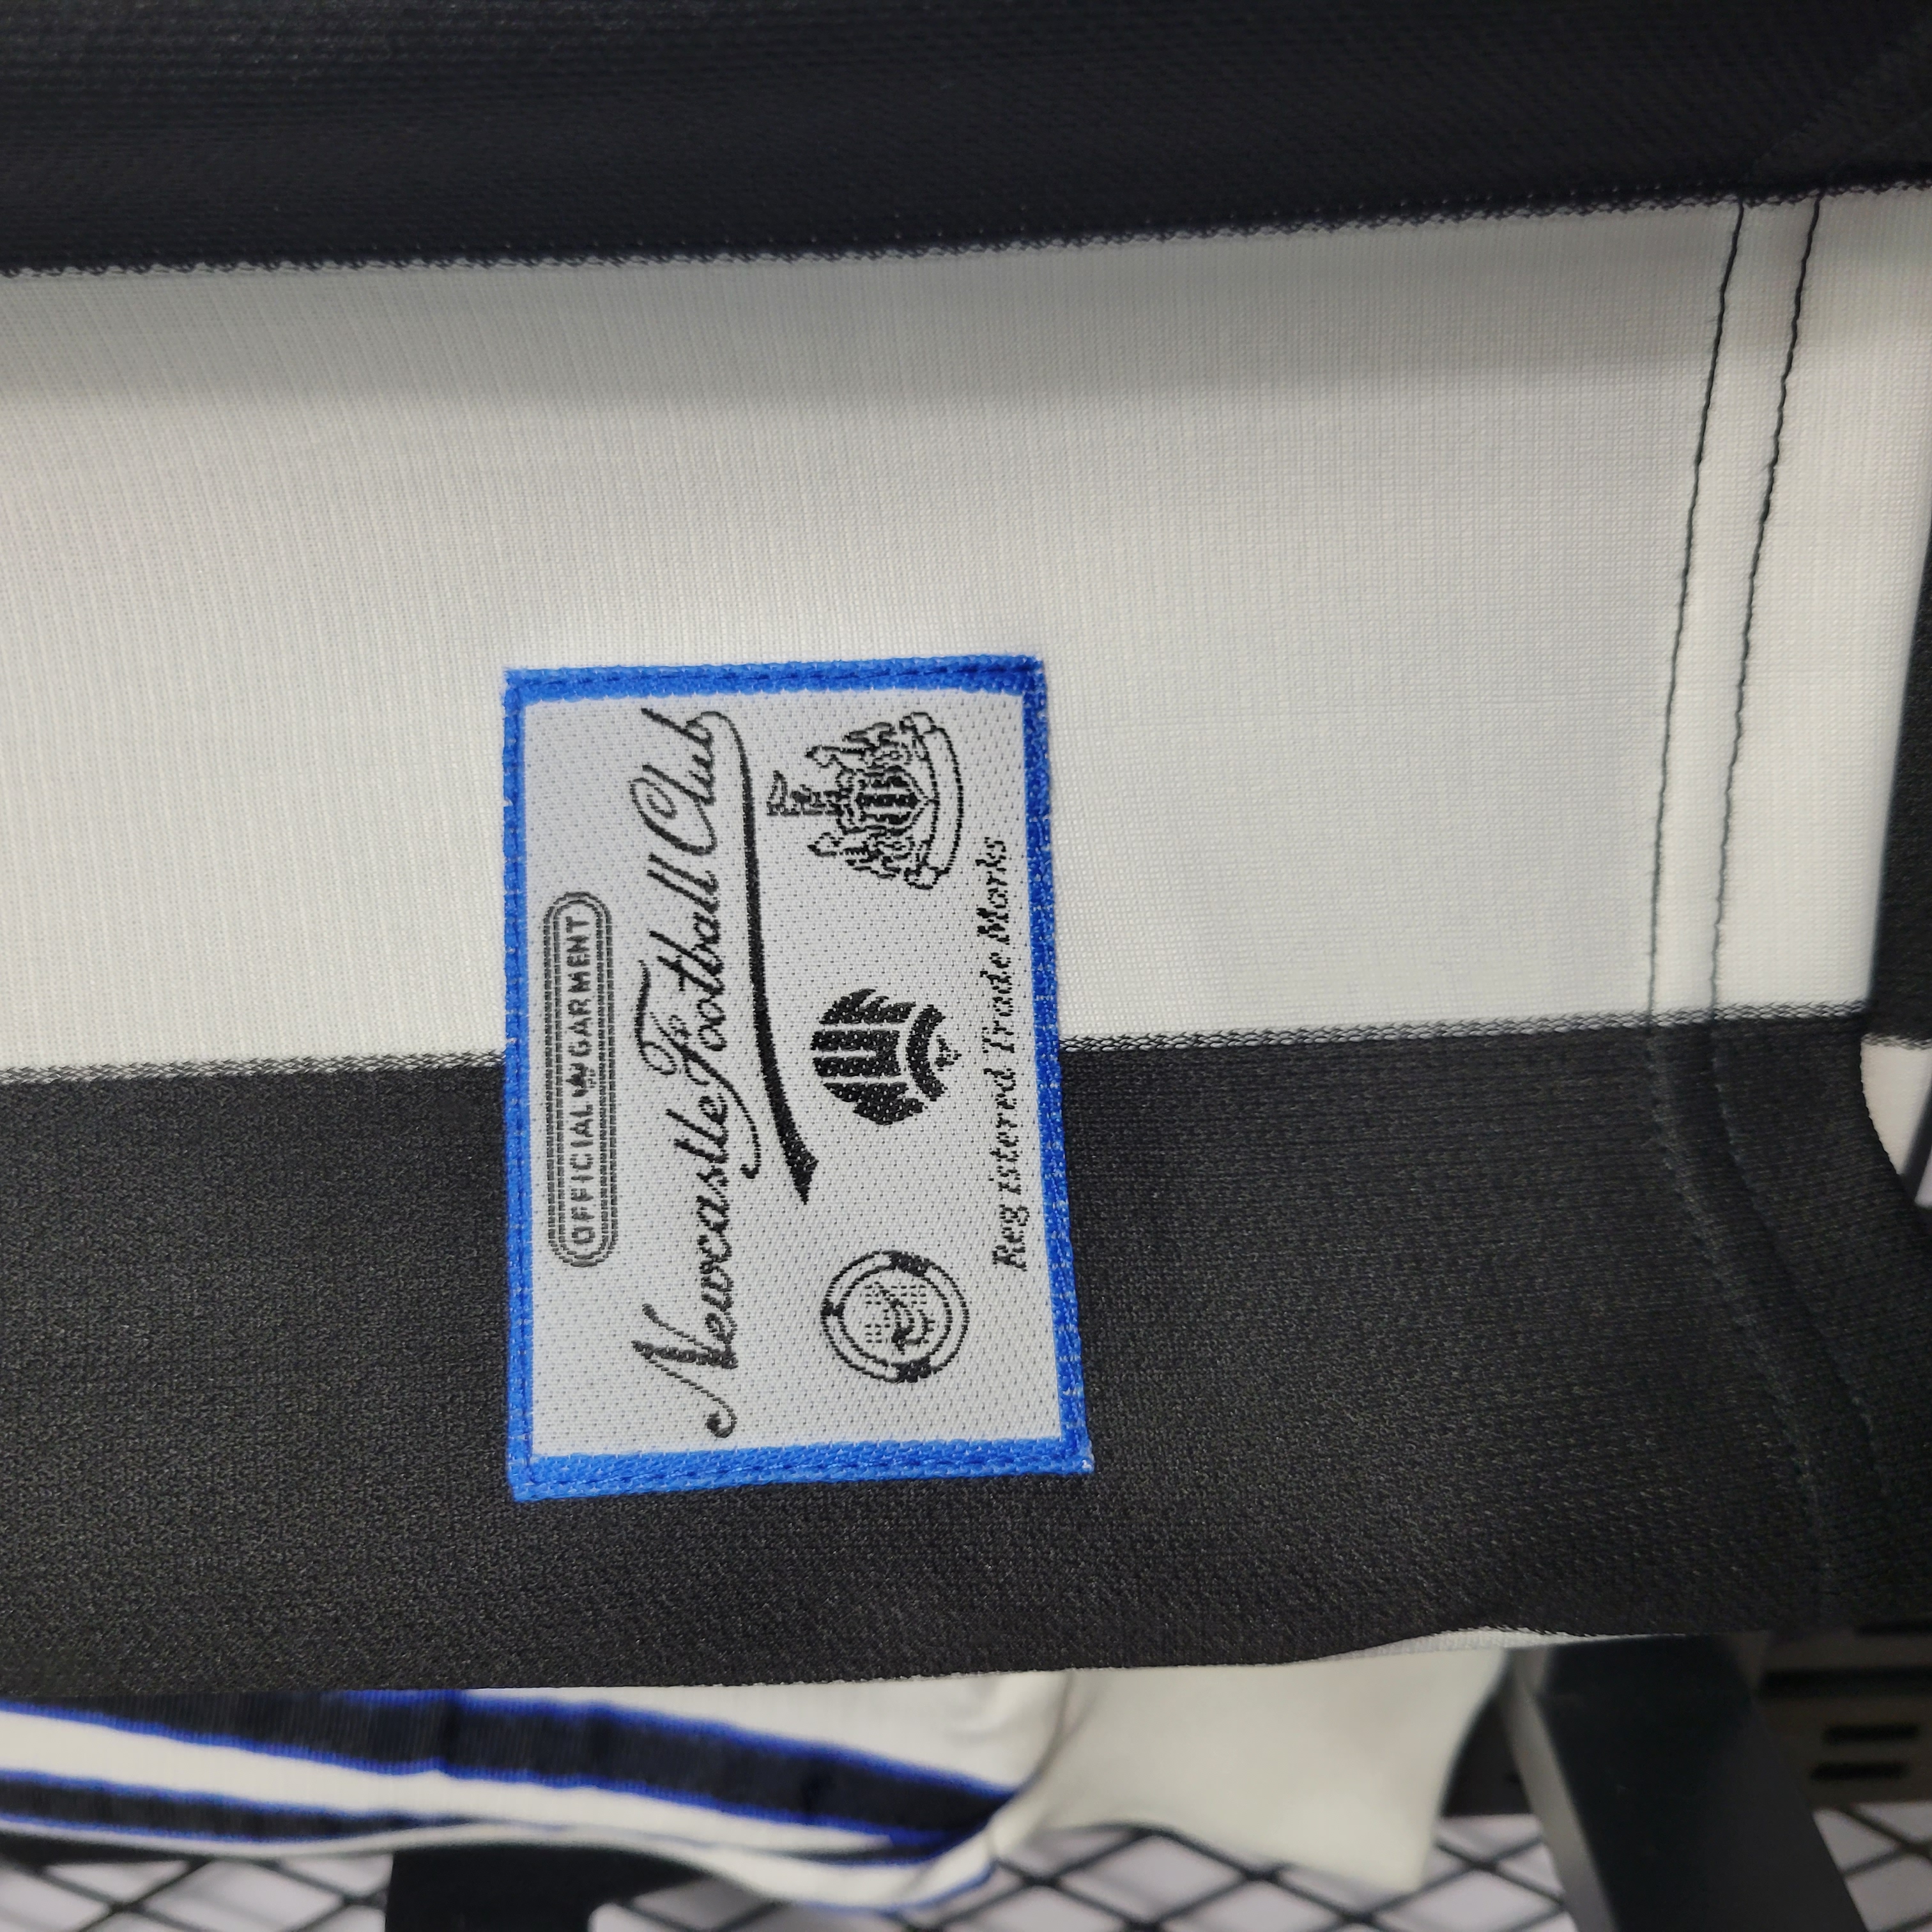 OFFICIAL GARMENT
Newcastle Football Club
Registered Trade Marks